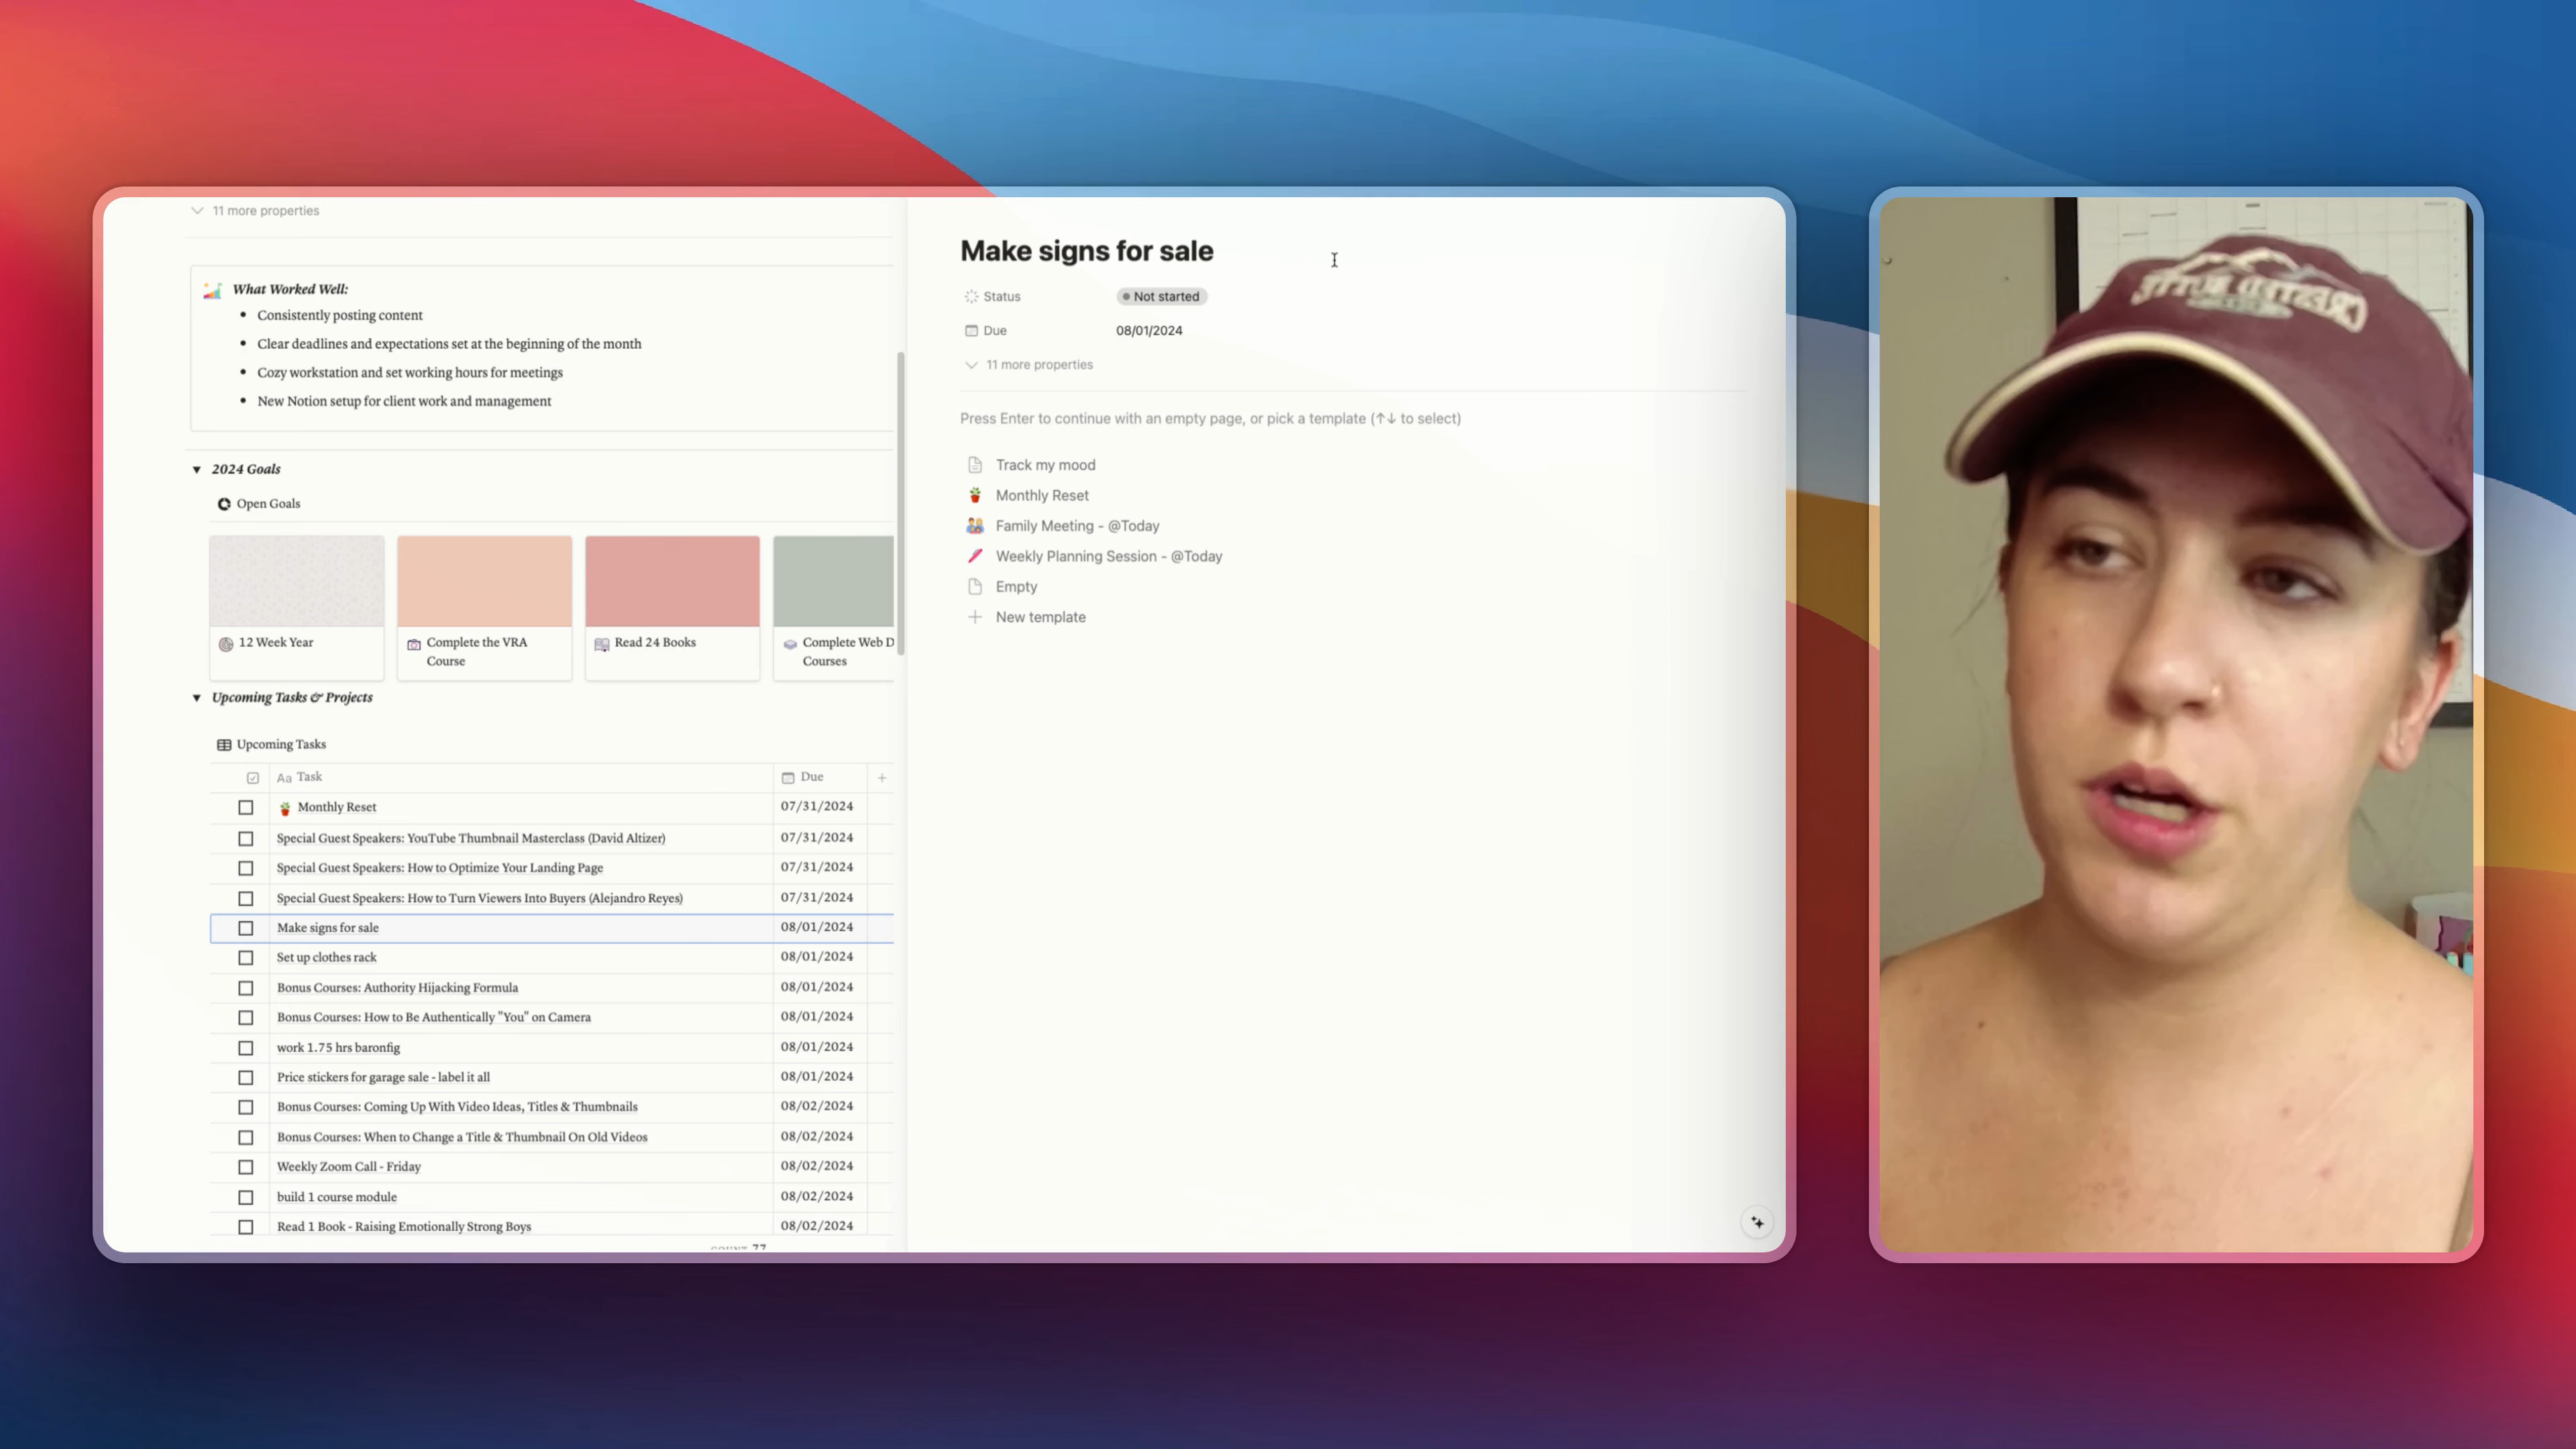 11 more properties
What Worked Well:
Consistently posting content
Clear deadlines and expectations set at the beginning of the month
Cozy workstation and set working hours for meetings
New Notion setup for client work and management
2024 Goals
Open Goals
12 Week Year
Complete the VRA
Course
Read 24 Books
Complete Web D
Courses
Upcoming Tasks & Projects
Upcoming Tasks
Aa Task Due
Monthly Reset 07/31/2024
Special Guest Speakers: YouTube Thumbnail Masterclass (David Altizer) 07/31/2024
Special Guest Speakers: How to Optimize Your Landing Page 07/31/2024
Special Guest Speakers: How to Turn Viewers Into Buyers (Alejandro Reyes) 07/31/2024
Make signs for sale 08/01/2024
Set up clothes rack 08/01/2024
Bonus Courses: Authority Hijacking Formula 08/01/2024
Bonus Courses: How to Be Authentically "You" on Camera 08/01/2024
work 1.75 hrs baronfig 08/01/2024
Price stickers for garage sale - label it all 08/01/2024
Bonus Courses: Coming Up With Video Ideas, Titles & Thumbnails 08/02/2024
Bonus Courses: When to Change a Title & Thumbnail On Old Videos 08/02/2024
Weekly Zoom Call - Friday 08/02/2024
build 1 course module 08/02/2024
Read 1 Book - Raising Emotionally Strong Boys 08/02/2024
COUNT 77
Make signs for sale
Status Not started
Due 08/01/2024
11 more properties
Press Enter to continue with an empty page, or pick a template (↑↓ to select)
Track my mood
Monthly Reset
Family Meeting - @Today
Weekly Planning Session - @Today
Empty
New template